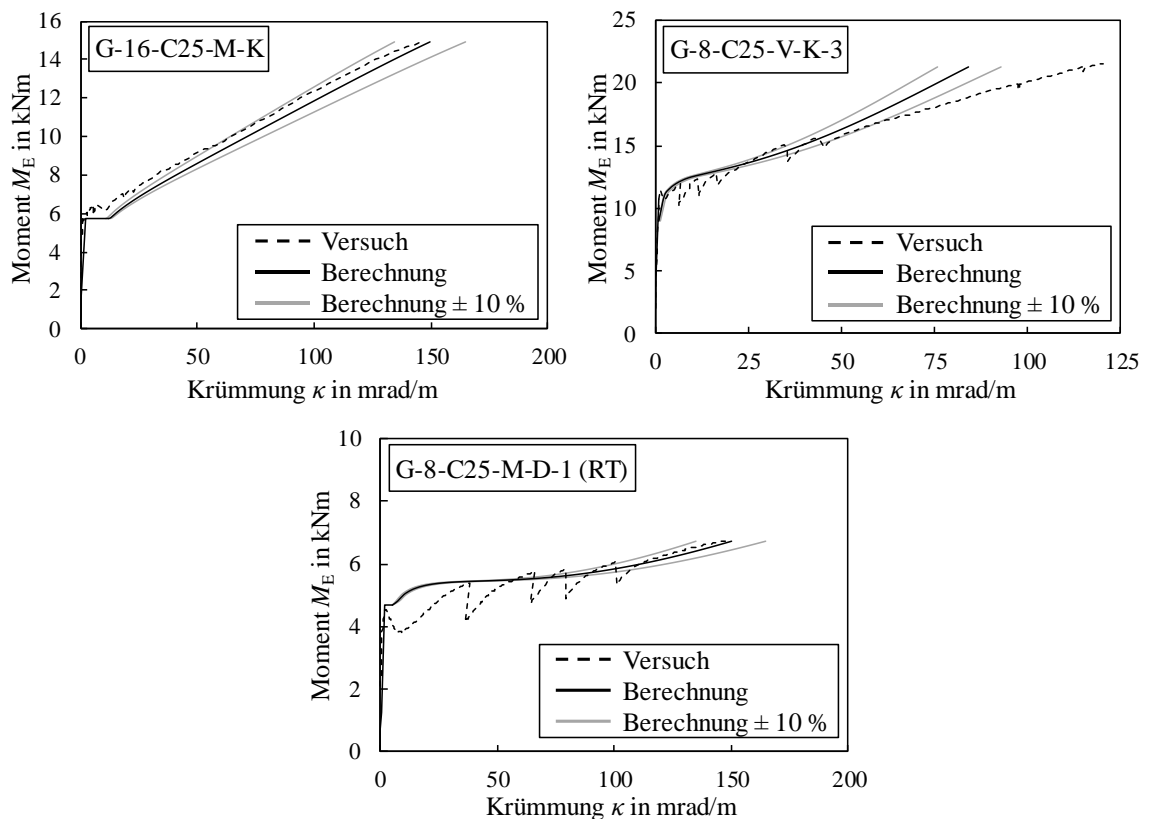 G-16-C25-M-K
Moment M_E in kNm
16
14
12
10
8
6
4
2
0
0 50 100 150 200
Krümmung κ in mrad/m
Versuch
Berechnung
Berechnung ± 10 %
G-8-C25-V-K-3
Moment M_E in kNm
25
20
15
10
5
0
0 25 50 75 100 125
Krümmung κ in mrad/m
Versuch
Berechnung
Berechnung ± 10 %
G-8-C25-M-D-1 (RT)
Moment M_E in kNm
10
8
6
4
2
0
0 50 100 150 200
Krümmung κ in mrad/m
Versuch
Berechnung
Berechnung ± 10 %